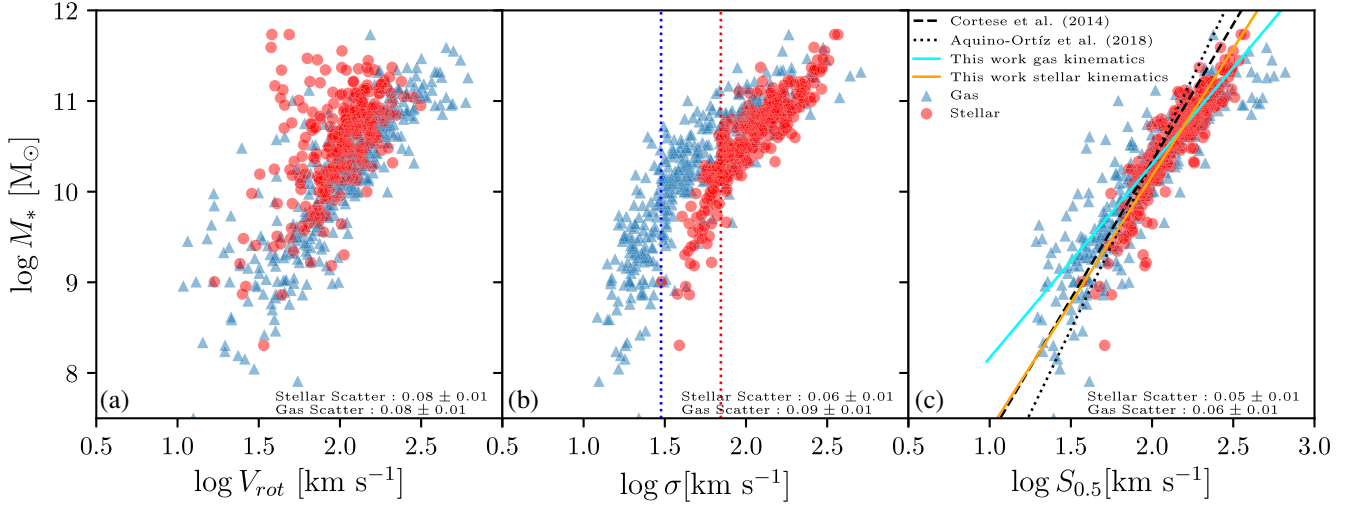 12
11
10
9
8
log M* [M⊙]
(a)
Stellar Scatter : 0.08 ± 0.01
Gas Scatter : 0.08 ± 0.01
0.5 1.0 1.5 2.0 2.5
log Vrot [km s−1]
(b)
Stellar Scatter : 0.06 ± 0.01
Gas Scatter : 0.09 ± 0.01
0.5 1.0 1.5 2.0 2.5
log σ[km s−1]
Cortese et al. (2014)
Aquino-Ortíz et al. (2018)
This work gas kinematics
This work stellar kinematics
Gas
Stellar
(c)
Stellar Scatter : 0.05 ± 0.01
Gas Scatter : 0.06 ± 0.01
0.5 1.0 1.5 2.0 2.5 3.0
log S0.5[km s−1]